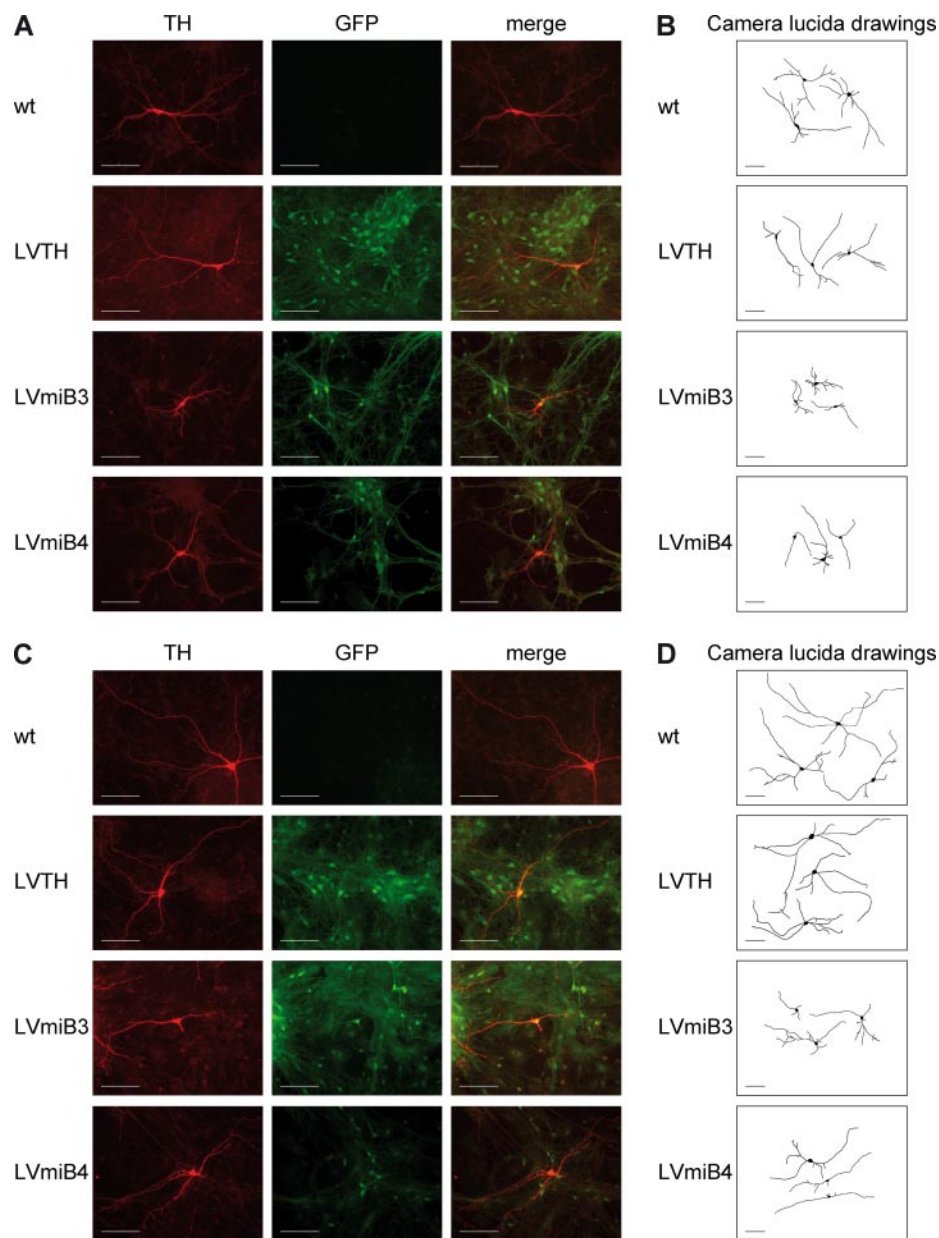 A TH GFP merge B Camera lucida drawings
wt wt
LVTH LVTH
LVmiB3 LVmiB3
LVmiB4 LVmiB4
C TH GFP merge D Camera lucida drawings
wt wt
LVTH LVTH
LVmiB3 LVmiB3
LVmiB4 LVmiB4